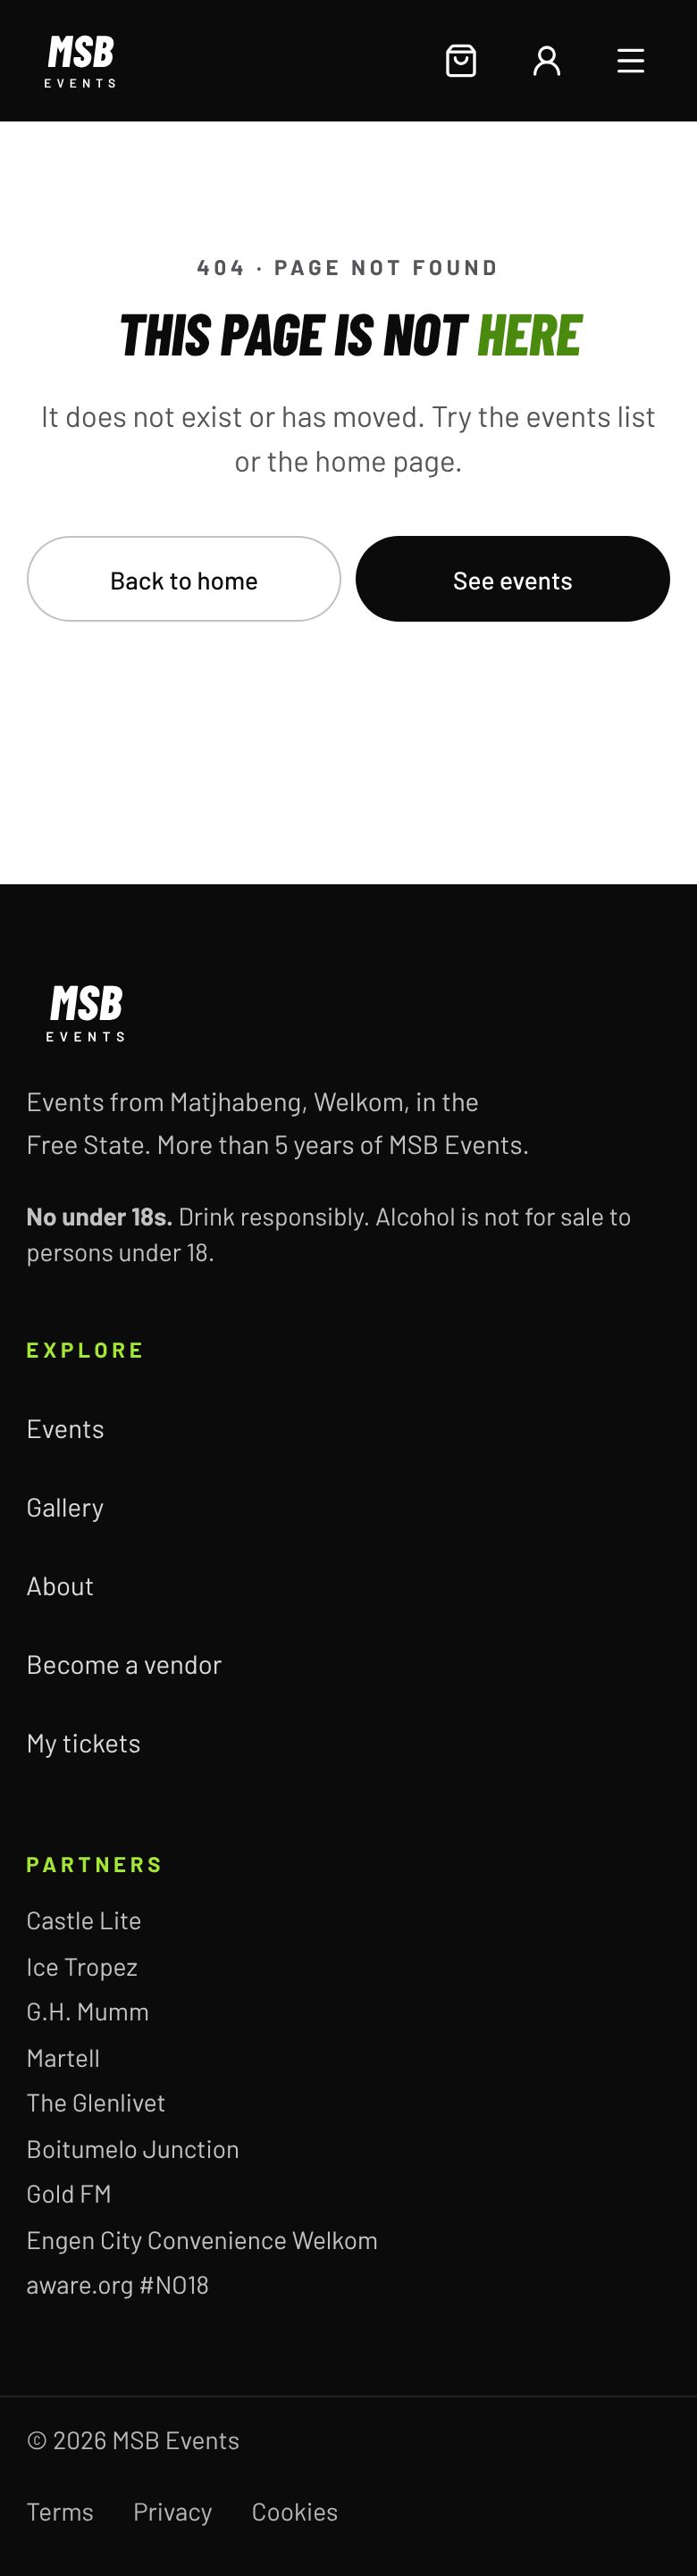 MSB
EVENTS
404 · PAGE NOT FOUND
THIS PAGE IS NOT HERE
It does not exist or has moved. Try the events list
or the home page.
Back to home
See events
MSB
EVENTS
Events from Matjhabeng, Welkom, in the
Free State. More than 5 years of MSB Events.
No under 18s. Drink responsibly. Alcohol is not for sale to
persons under 18.
EXPLORE
Events
Gallery
About
Become a vendor
My tickets
PARTNERS
Castle Lite
Ice Tropez
G.H. Mumm
Martell
The Glenlivet
Boitumelo Junction
Gold FM
Engen City Convenience Welkom
aware.org #NO18
© 2026 MSB Events
Terms Privacy Cookies